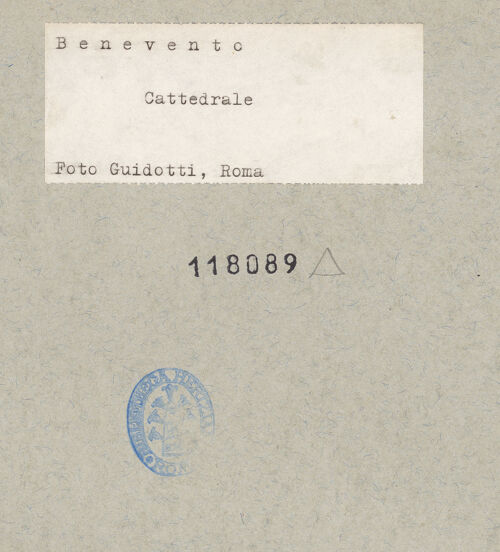 Benevento
Cattedrale
Foto Guidotti, Roma
118089